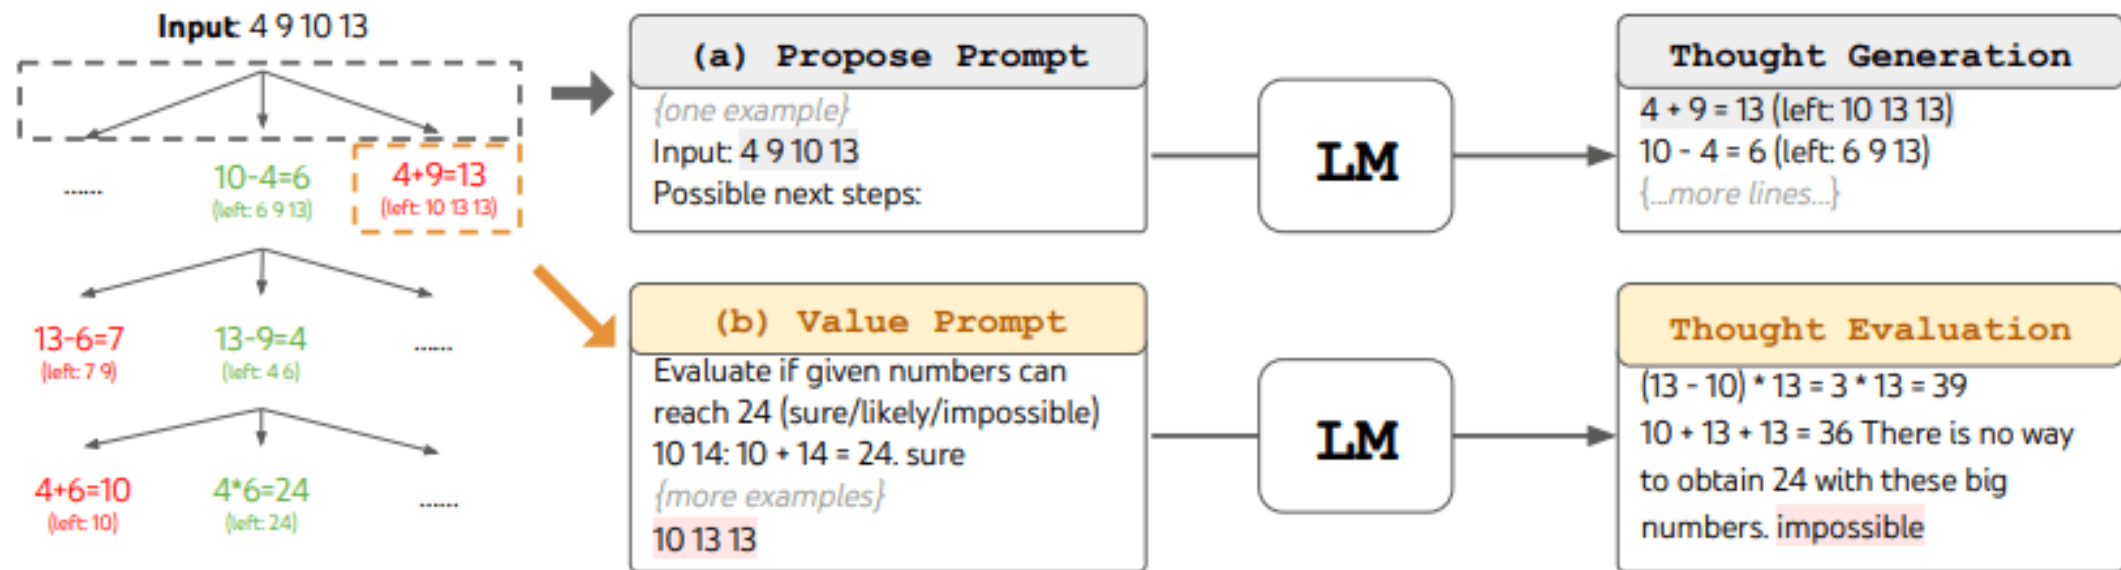 Input: 4 9 10 13
......
10-4=6
(left: 6 9 13)
4+9=13
(left: 10 13 13)
13-6=7
(left: 7 9)
13-9=4
(left: 4 6)
......
4+6=10
(left: 10)
4*6=24
(left: 24)
......
(a) Propose Prompt
{one example}
Input: 4 9 10 13
Possible next steps:
LM
Thought Generation
4 + 9 = 13 (left: 10 13 13)
10 - 4 = 6 (left: 6 9 13)
{...more lines...}
(b) Value Prompt
Evaluate if given numbers can
reach 24 (sure/likely/impossible)
10 14: 10 + 14 = 24. sure
{more examples}
10 13 13
LM
Thought Evaluation
(13 - 10) * 13 = 3 * 13 = 39
10 + 13 + 13 = 36 There is no way
to obtain 24 with these big
numbers. impossible